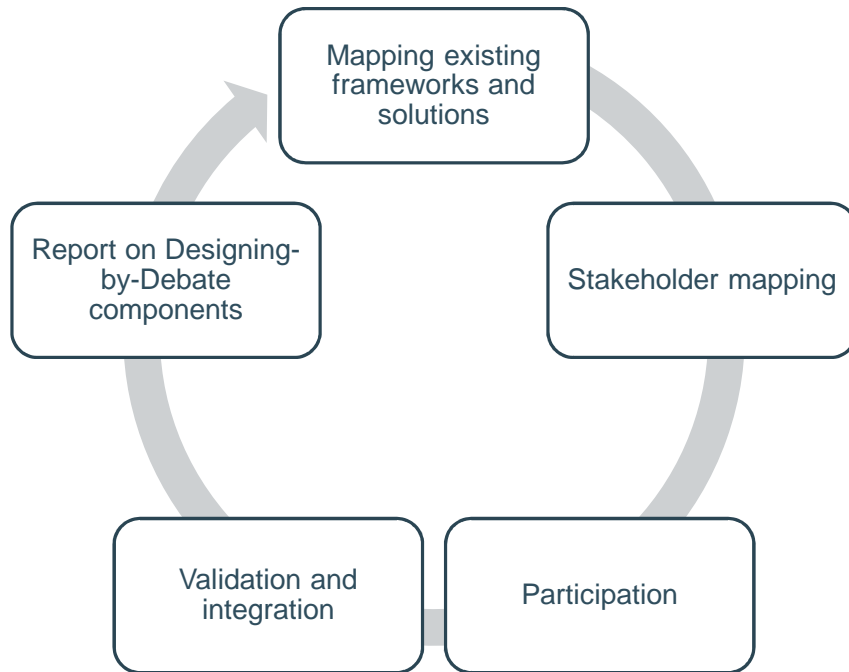 Mapping existing
frameworks and
solutions
Stakeholder mapping
Participation
Validation and
integration
Report on Designing-
by-Debate
components